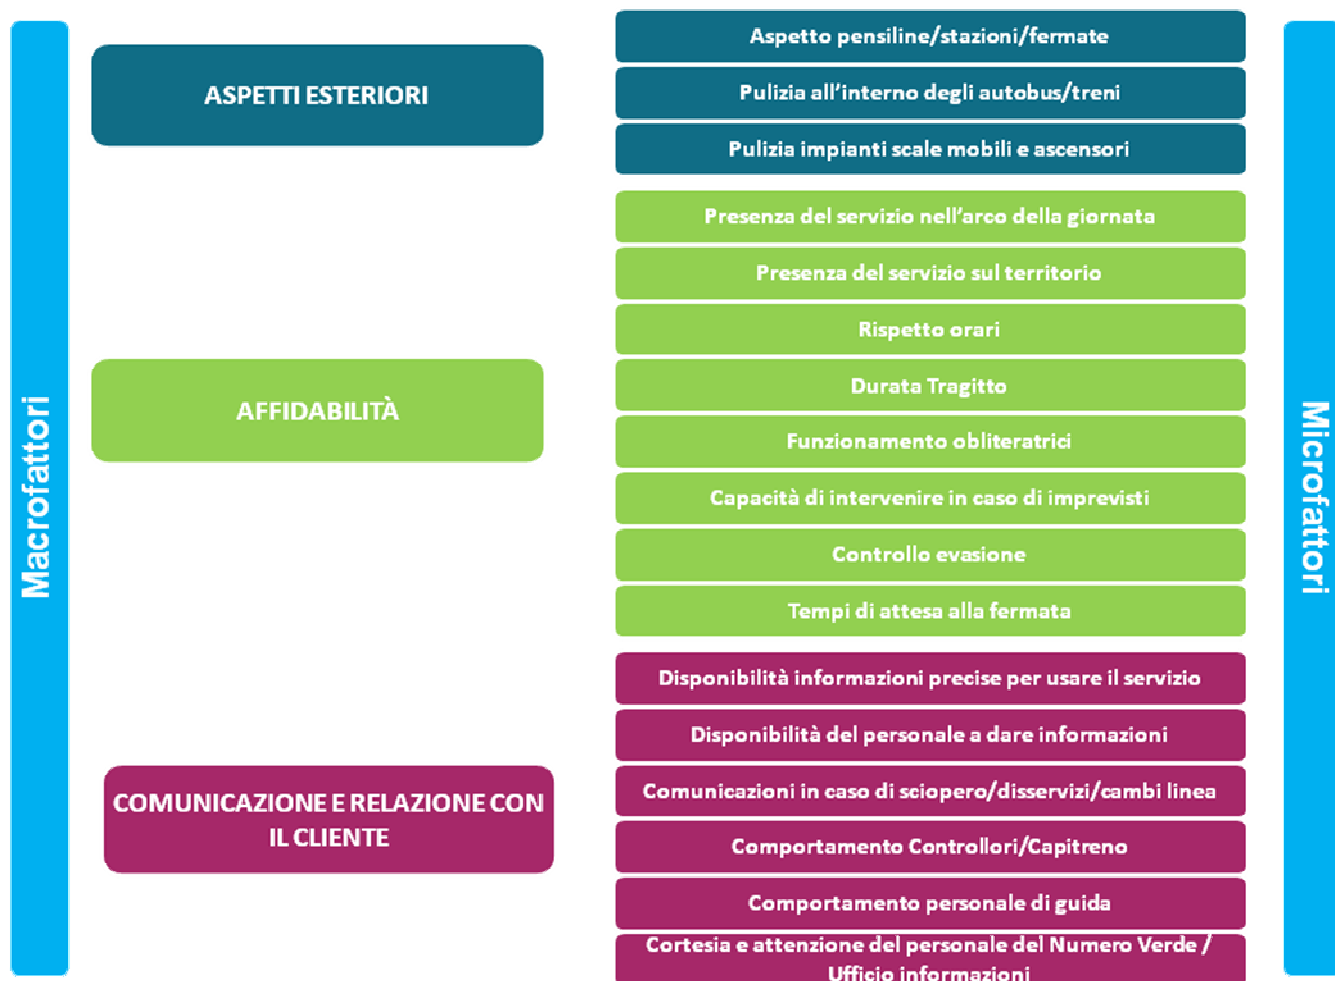 Macrofattori
ASPETTI ESTERIORI
Aspetto pensiline/stazioni/fermate
Pulizia all'interno degli autobus/treni
Pulizia impianti scale mobili e ascensori
AFFIDABILITÀ
Presenza del servizio nell'arco della giornata
Presenza del servizio sul territorio
Rispetto orari
Durata Tragitto
Funzionamento obliteratrici
Capacità di intervenire in caso di imprevisti
Controllo evasione
Tempi di attesa alla fermata
COMUNICAZIONE E RELAZIONE CON
IL CLIENTE
Disponibilità informazioni precise per usare il servizio
Disponibilità del personale a dare informazioni
Comunicazioni in caso di sciopero/disservizi/cambi linea
Comportamento Controllori/Capitreno
Comportamento personale di guida
Cortesia e attenzione del personale del Numero Verde /
Ufficio informazioni
Microfattori